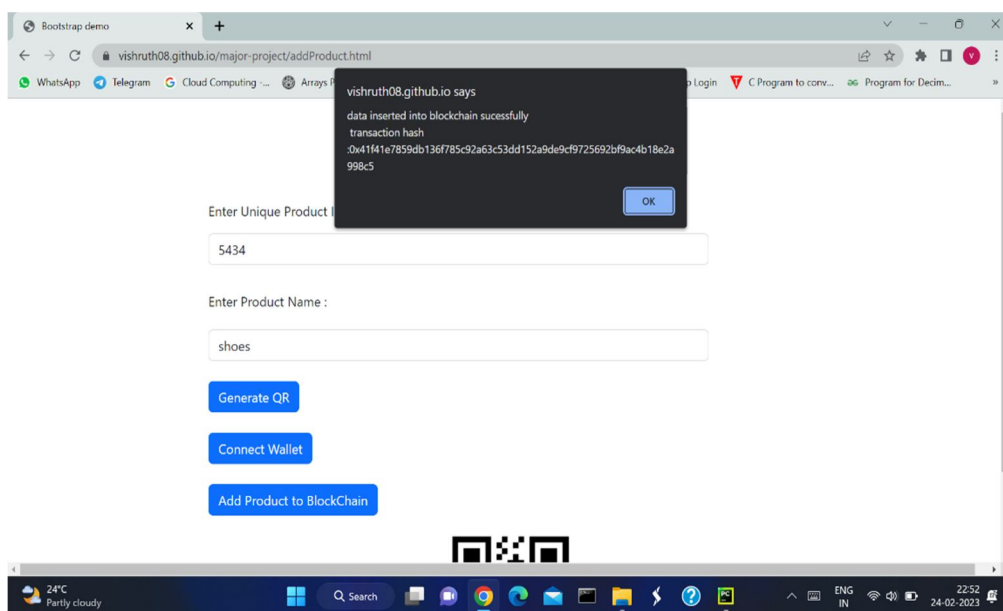 Bootstrap demo
vishruth08.github.io/major-project/addProduct.html
WhatsApp Telegram Cloud Computing -... Arrays Login C Program to conv... Program for Decim...
vishruth08.github.io says
data inserted into blockchain sucessfully
transaction hash
:0x41f41e7859db136f785c92a63c53dd152a9de9cf9725692bf9ac4b18e2a
998c5
OK
Enter Unique Product
5434
Enter Product Name :
shoes
Generate QR
Connect Wallet
Add Product to BlockChain
24°C
Partly cloudy
Search
ENG
IN
22:52
24-02-2023